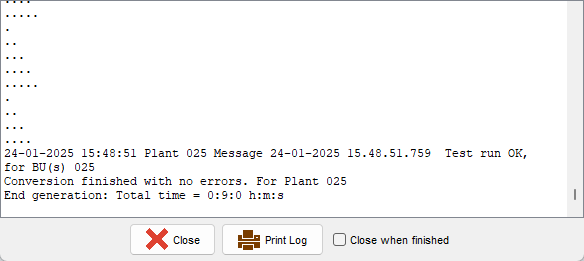 ....
.....
.
..
...
....
.....
.
..
...
....
24-01-2025 15:48:51 Plant 025 Message 24-01-2025 15.48.51.759  Test run OK,
for BU(s) 025
Conversion finished with no errors. For Plant 025
End generation: Total time = 0:9:0 h:m:s
Close
Print Log
Close when finished